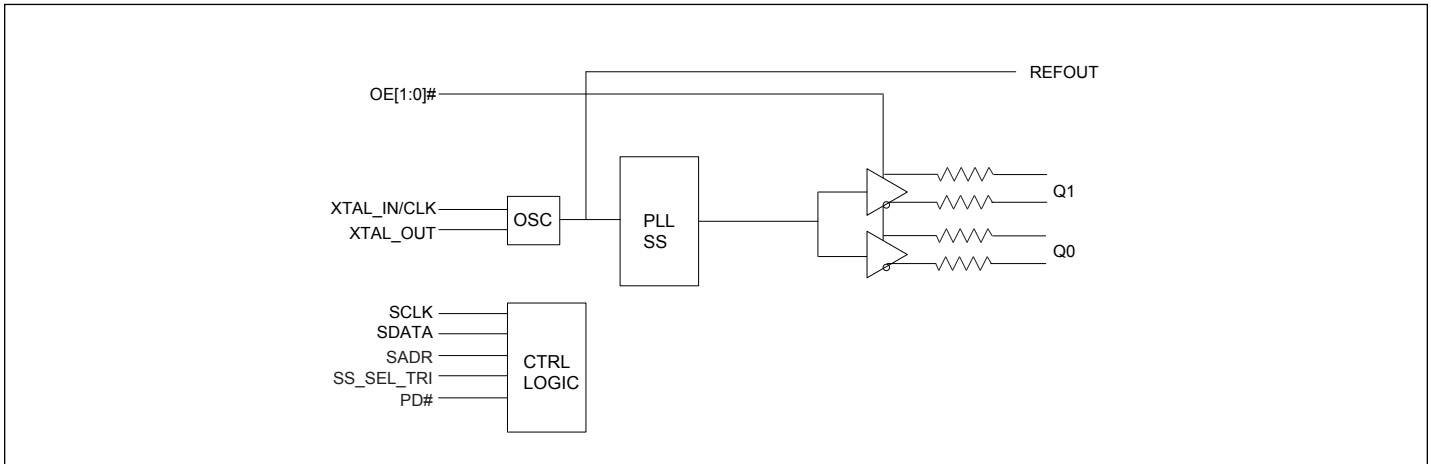 REFOUT
OE[1:0]#
Q1
XTAL_IN/CLK
OSC
PLL
SS
XTAL_OUT
Q0
SCLK
SDATA
SADR
CTRL
LOGIC
SS_SEL_TRI
PD#